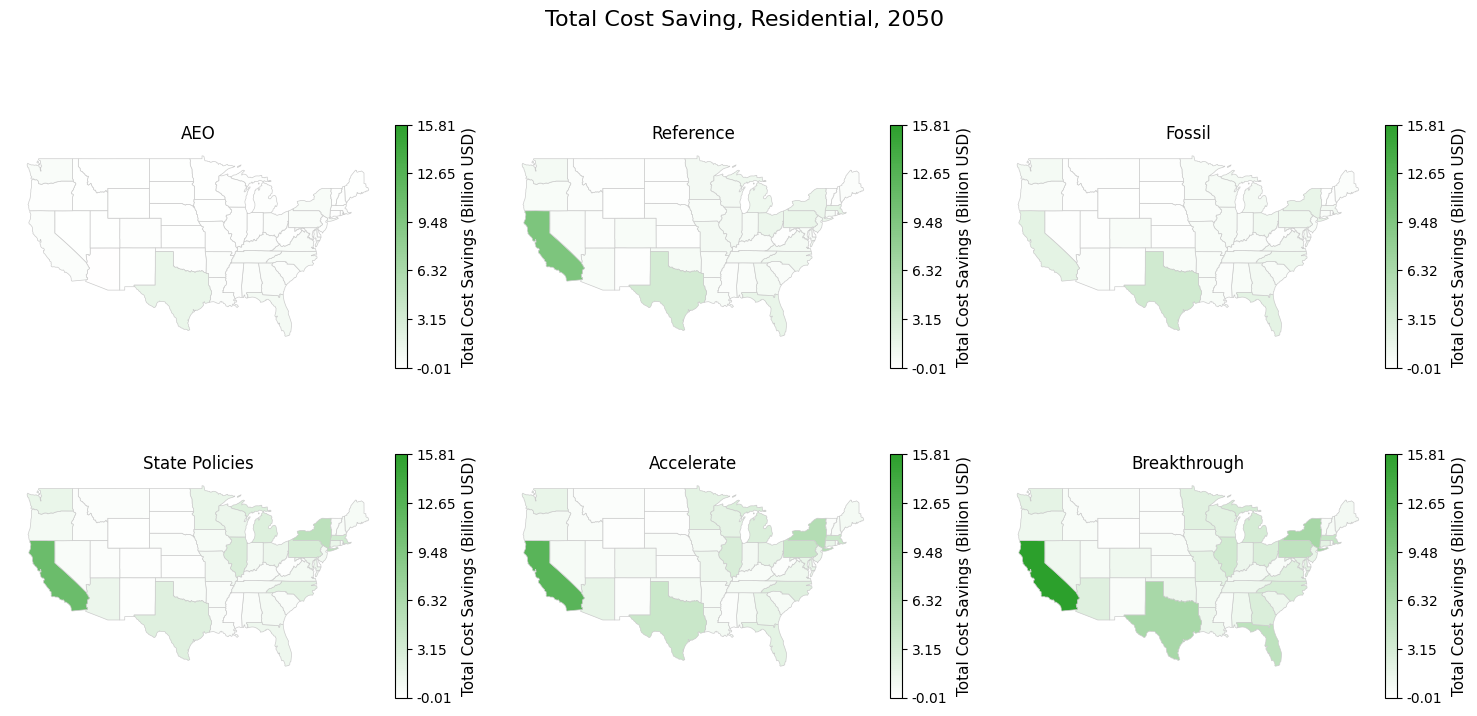 Total Cost Saving, Residential, 2050
AEO
15.81
12.65
9.48
6.32
3.15
-0.01
Total Cost Savings (Billion USD)
Reference
15.81
12.65
9.48
6.32
3.15
-0.01
Total Cost Savings (Billion USD)
Fossil
15.81
12.65
9.48
6.32
3.15
-0.01
Total Cost Savings (Billion USD)
State Policies
15.81
12.65
9.48
6.32
3.15
-0.01
Total Cost Savings (Billion USD)
Accelerate
15.81
12.65
9.48
6.32
3.15
-0.01
Total Cost Savings (Billion USD)
Breakthrough
15.81
12.65
9.48
6.32
3.15
-0.01
Total Cost Savings (Billion USD)